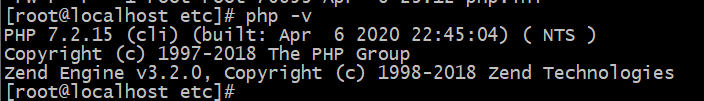 [root@localhost etc]# php -v
PHP 7.2.15 (cli) (built: Apr  6 2020 22:45:04) ( NTS )
Copyright (c) 1997-2018 The PHP Group
Zend Engine v3.2.0, Copyright (c) 1998-2018 Zend Technologies
[root@localhost etc]#